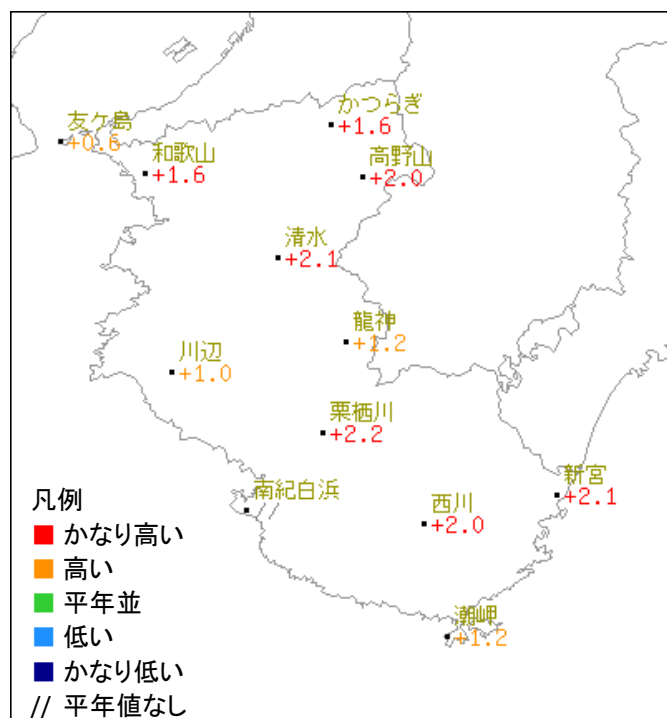 かつらぎ
+1.6
友ケ島
+0.6
和歌山
+1.6
高野山
+2.0
清水
+2.1
龍神
+1.2
川辺
+1.0
栗栖川
+2.2
南紀白浜
//
新宮
+2.1
西川
+2.0
潮岬
+1.2
凡例
かなり高い
高い
平年並
低い
かなり低い
// 平年値なし